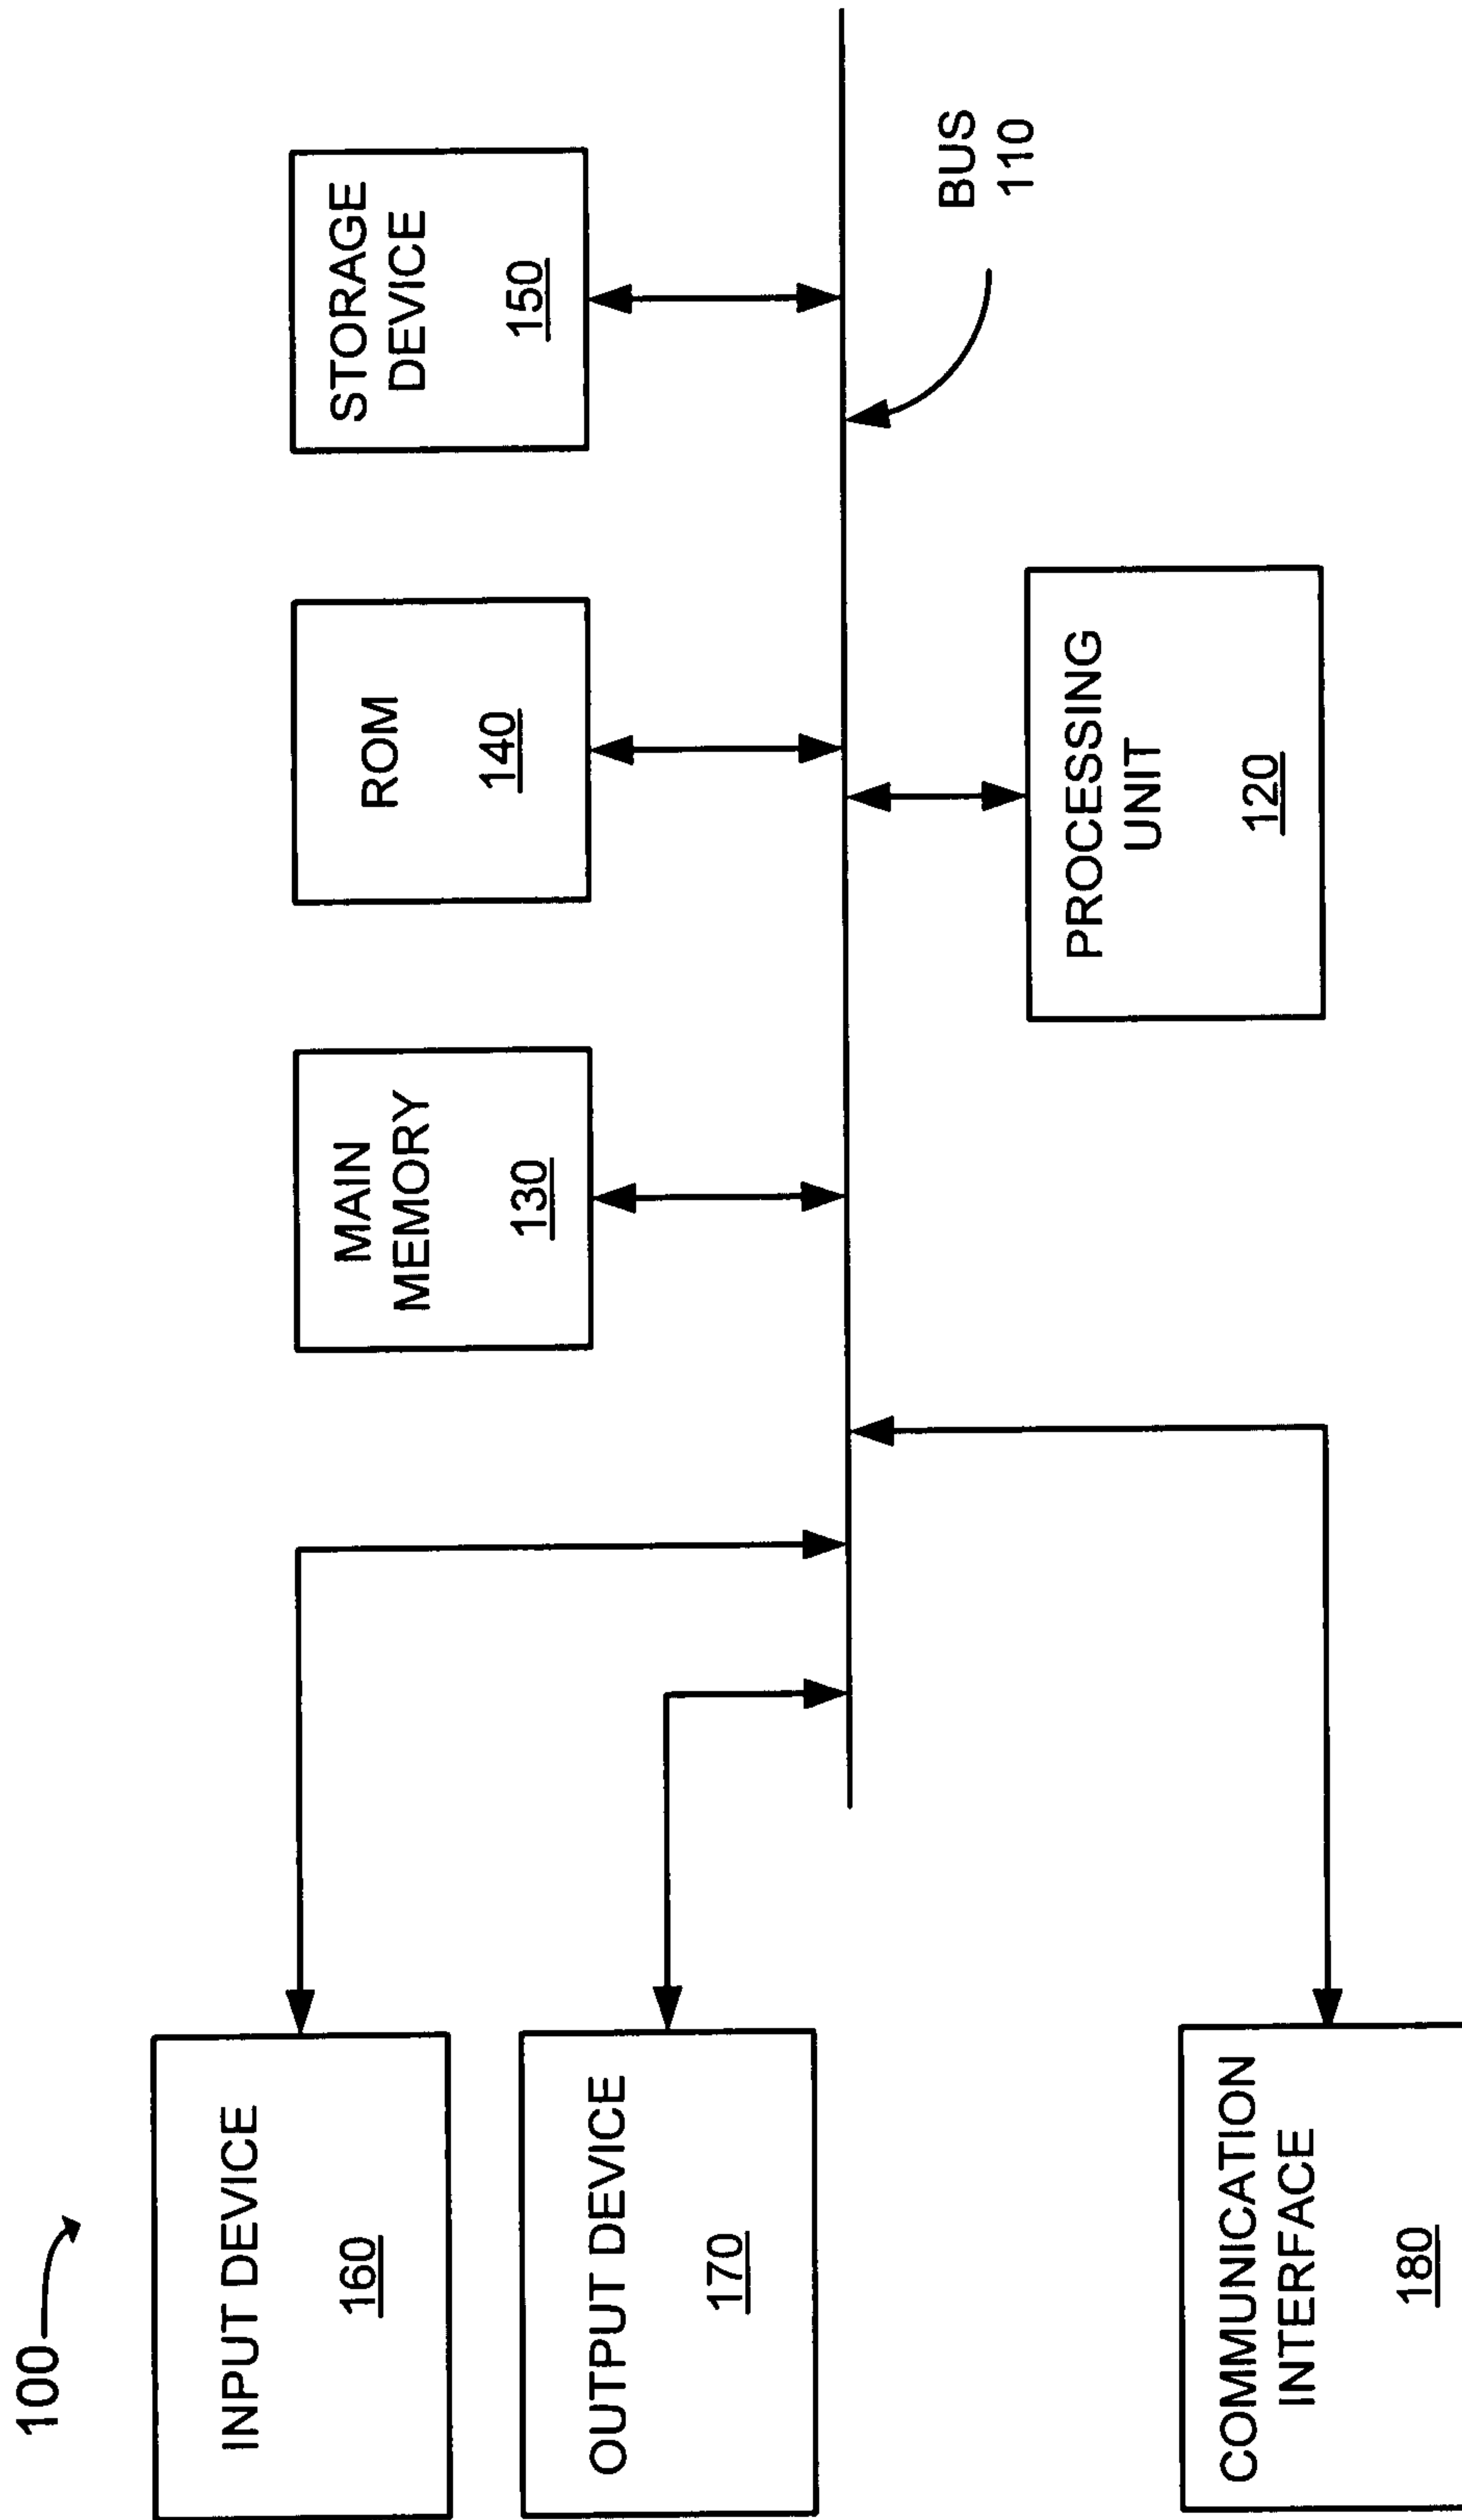 100
INPUT DEVICE
160
OUTPUT DEVICE
170
COMMUNICATION
INTERFACE
180
MAIN
MEMORY
130
ROM
140
STORAGE
DEVICE
150
PROCESSING
UNIT
120
BUS
110